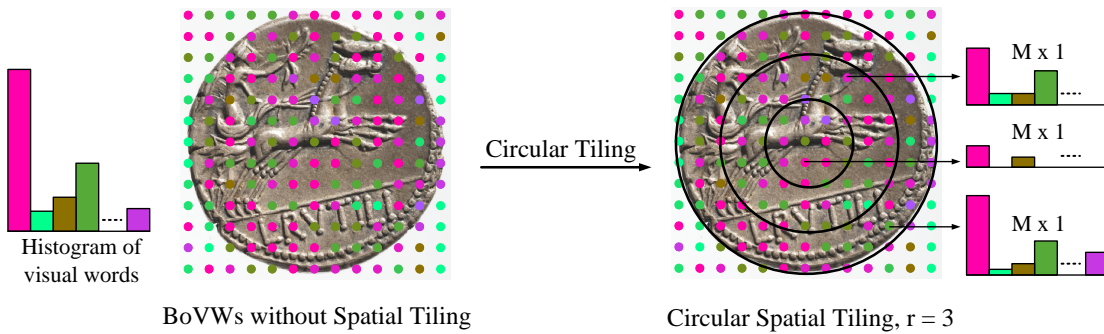 Histogram of
visual words
BoVWs without Spatial Tiling
Circular Tiling
M x 1
M x 1
M x 1
Circular Spatial Tiling, r = 3